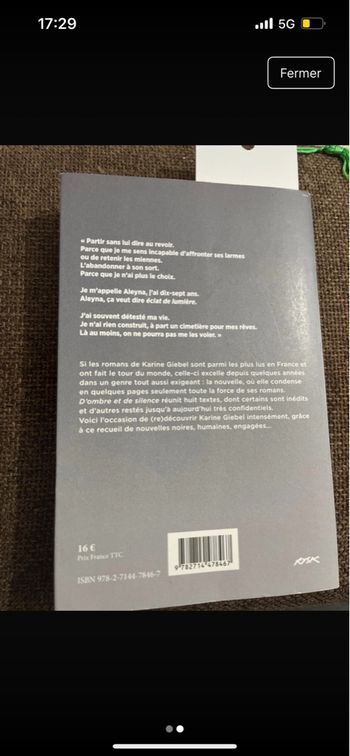 17:29
5G
Fermer
« Partir sans lui dire au revoir.
Parce que je me sens incapable d'affronter ses larmes
ou de retenir les miennes.
L'abandonner à son sort.
Parce que je n'ai plus le choix.
Je m'appelle Aleyna, j'ai dix-sept ans.
Aleyna, ça veut dire éclat de lumière.
J'ai souvent détesté ma vie.
Je n'ai rien construit, à part un cimetière pour mes rêves.
Là au moins, on ne pourra pas me les voler. »
Si les romans de Karine Giebel sont parmi les plus lus en France et
ont fait le tour du monde, celle-ci excelle depuis quelques années
dans un genre tout aussi exigeant : la nouvelle, où elle condense
en quelques pages seulement toute la force de ses romans.
D'ombre et de silence réunit huit textes, dont certains sont inédits
et d'autres restés jusqu'à aujourd'hui très confidentiels.
Voici l'occasion de (re)découvrir Karine Giebel intensément, grâce
à ce recueil de nouvelles noires, humaines, engagées...
16 €
Prix France TTC
ISBN 978-2-7144-7846-7
9 782714 478467